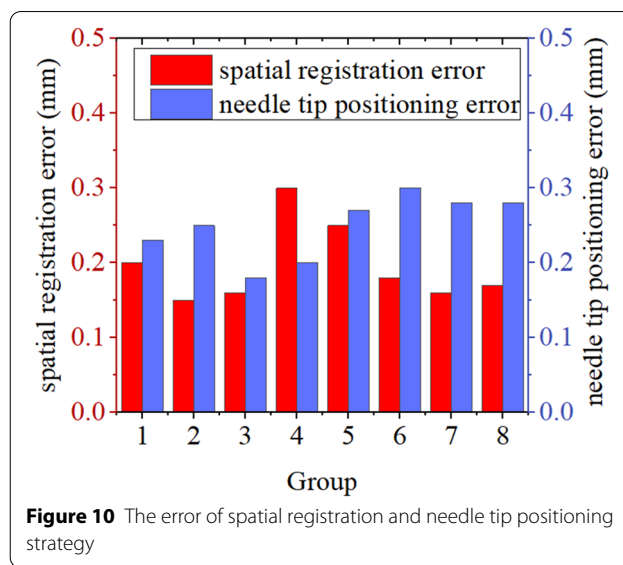 spatial registration error
needle tip positioning error
spatial registration error (mm)
0.5
0.4
0.3
0.2
0.1
0.0
needle tip positioning error (mm)
0.5
0.4
0.3
0.2
0.1
0.0
1 2 3 4 5 6 7 8
Group
Figure 10 The error of spatial registration and needle tip positioning
strategy